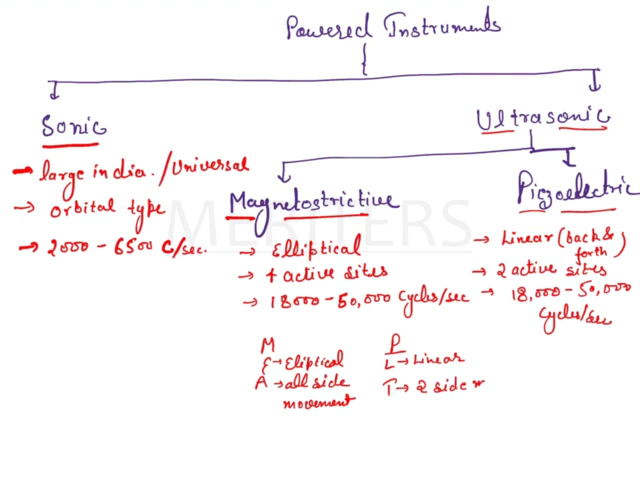 Powered Instruments
Sonic
→ large in dia./Universal
→ orbital type
→ 2000 - 6500 C/sec.
Ultrasonic
Magnetostrictive
→ Elliptical
→ 4 active sites
→ 18000 - 50,000 cycles/sec
Piezoelectric
→ Linear (back & forth)
→ 2 active sites
→ 18,000 - 50,000
cycles/sec
M
E → Eliptical
A → all side
movement
P
L → Linear
T → 2 side
MERITERS